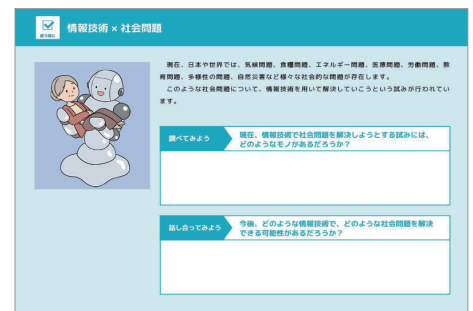 情報技術 × 社会問題
現在、日本や世界では、気候問題、食糧問題、エネルギー問題、医療問題、労働問題、教
育問題、多様性の問題、自然災害など様々な社会的な問題が存在します。
このような社会問題について、情報技術を用いて解決していこうという試みが行われてい
ます。
調べてみよう
現在、情報技術で社会問題を解決しようとする試みには、
どのようなモノがあるだろうか？
話し合ってみよう
今後、どのような情報技術で、どのような社会問題を解決
できる可能性があるだろうか？